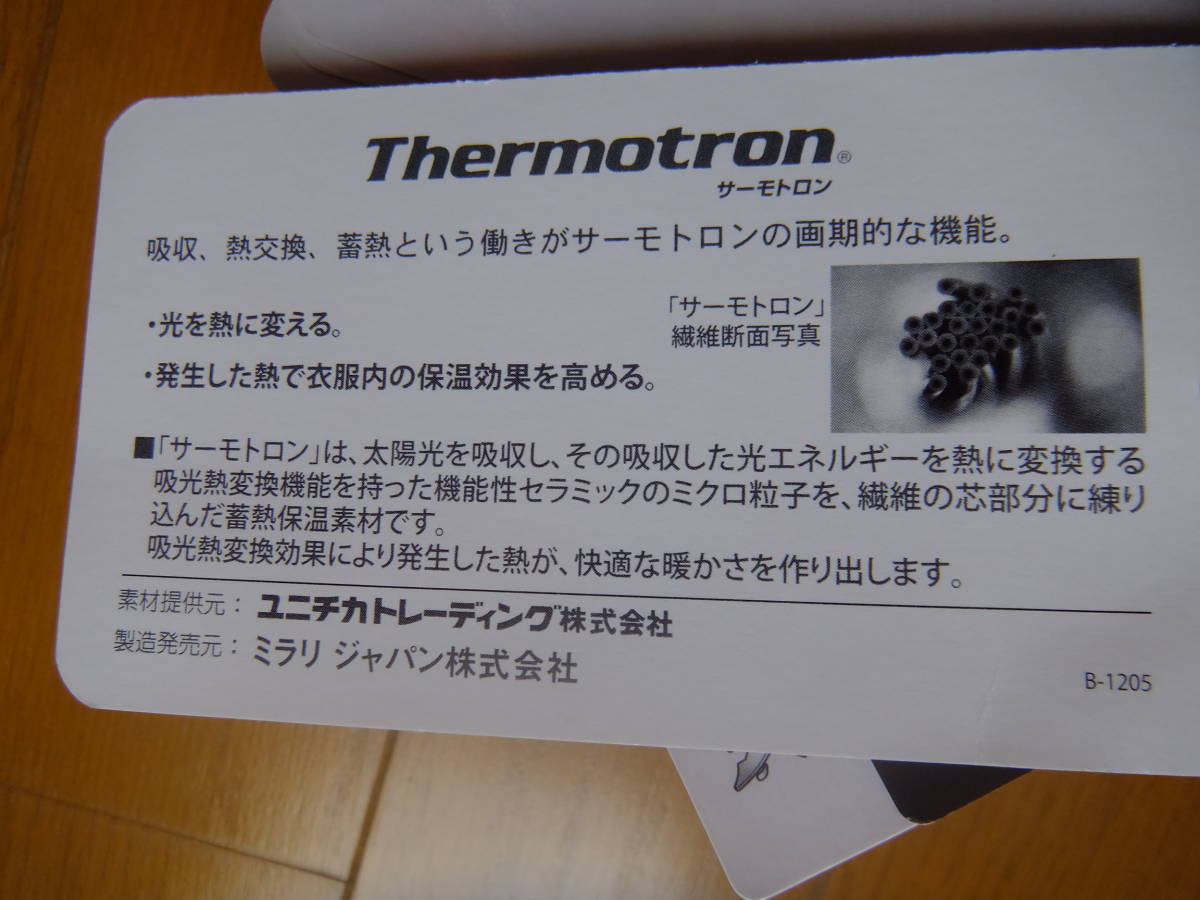 Thermotron®
サーモトロン
吸収、熱交換、蓄熱という働きがサーモトロンの画期的な機能。
・光を熱に変える。
・発生した熱で衣服内の保温効果を高める。
「サーモトロン」
繊維断面写真
■「サーモトロン」は、太陽光を吸収し、その吸収した光エネルギーを熱に変換する
吸光熱変換機能を持った機能性セラミックのミクロ粒子を、繊維の芯部分に練り
込んだ蓄熱保温素材です。
吸光熱変換効果により発生した熱が、快適な暖かさを作り出します。
素材提供元：ユニチカトレーディング株式会社
製造発売元：ミラリ ジャパン株式会社
B-1205